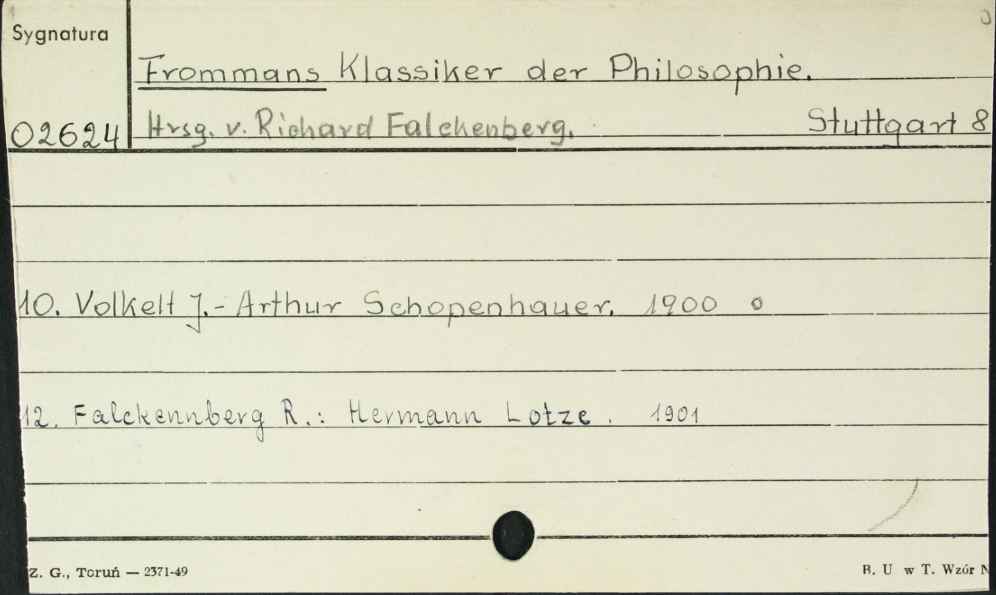 Sygnatura
Frommans Klassiker der Philosophie.
02624 Hrsg. v. Richard Falckenberg. Stuttgart 8
10. Volkelt J.- Arthur Schopenhauer. 1900 o
12. Falckennberg R.: Hermann Lotze. 1901
Z. G., Toruń — 2371-49 B. U w T. Wzór N